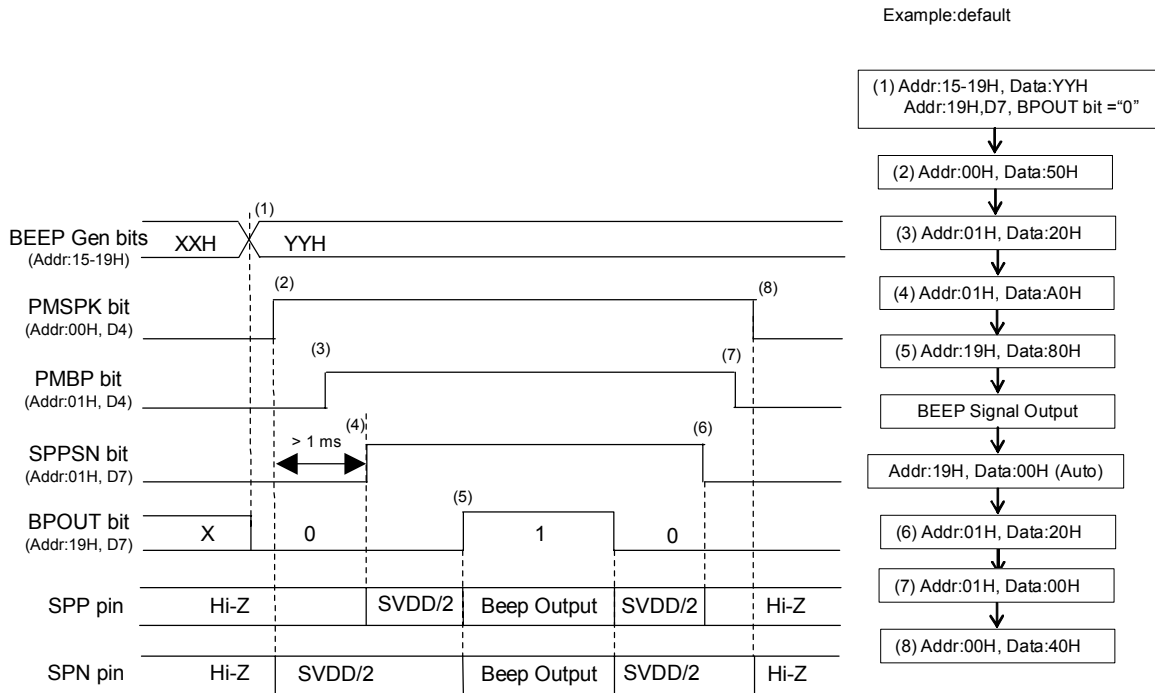 Example:default
(1) Addr:15-19H, Data:YYH
Addr:19H,D7, BPOUT bit =“0”
(2) Addr:00H, Data:50H
(3) Addr:01H, Data:20H
(4) Addr:01H, Data:A0H
(5) Addr:19H, Data:80H
BEEP Signal Output
Addr:19H, Data:00H (Auto)
(6) Addr:01H, Data:20H
(7) Addr:01H, Data:00H
(8) Addr:00H, Data:40H
(1)
BEEP Gen bits
(Addr:15-19H)
XXH YYH
(2) (8)
PMSPK bit
(Addr:00H, D4)
(3) (7)
PMBP bit
(Addr:01H, D4)
(4) (6)
> 1 ms
SPPSN bit
(Addr:01H, D7)
(5)
BPOUT bit
(Addr:19H, D7)
X 0 1 0
SPP pin Hi-Z SVDD/2 Beep Output SVDD/2 Hi-Z
SPN pin Hi-Z SVDD/2 Beep Output SVDD/2 Hi-Z